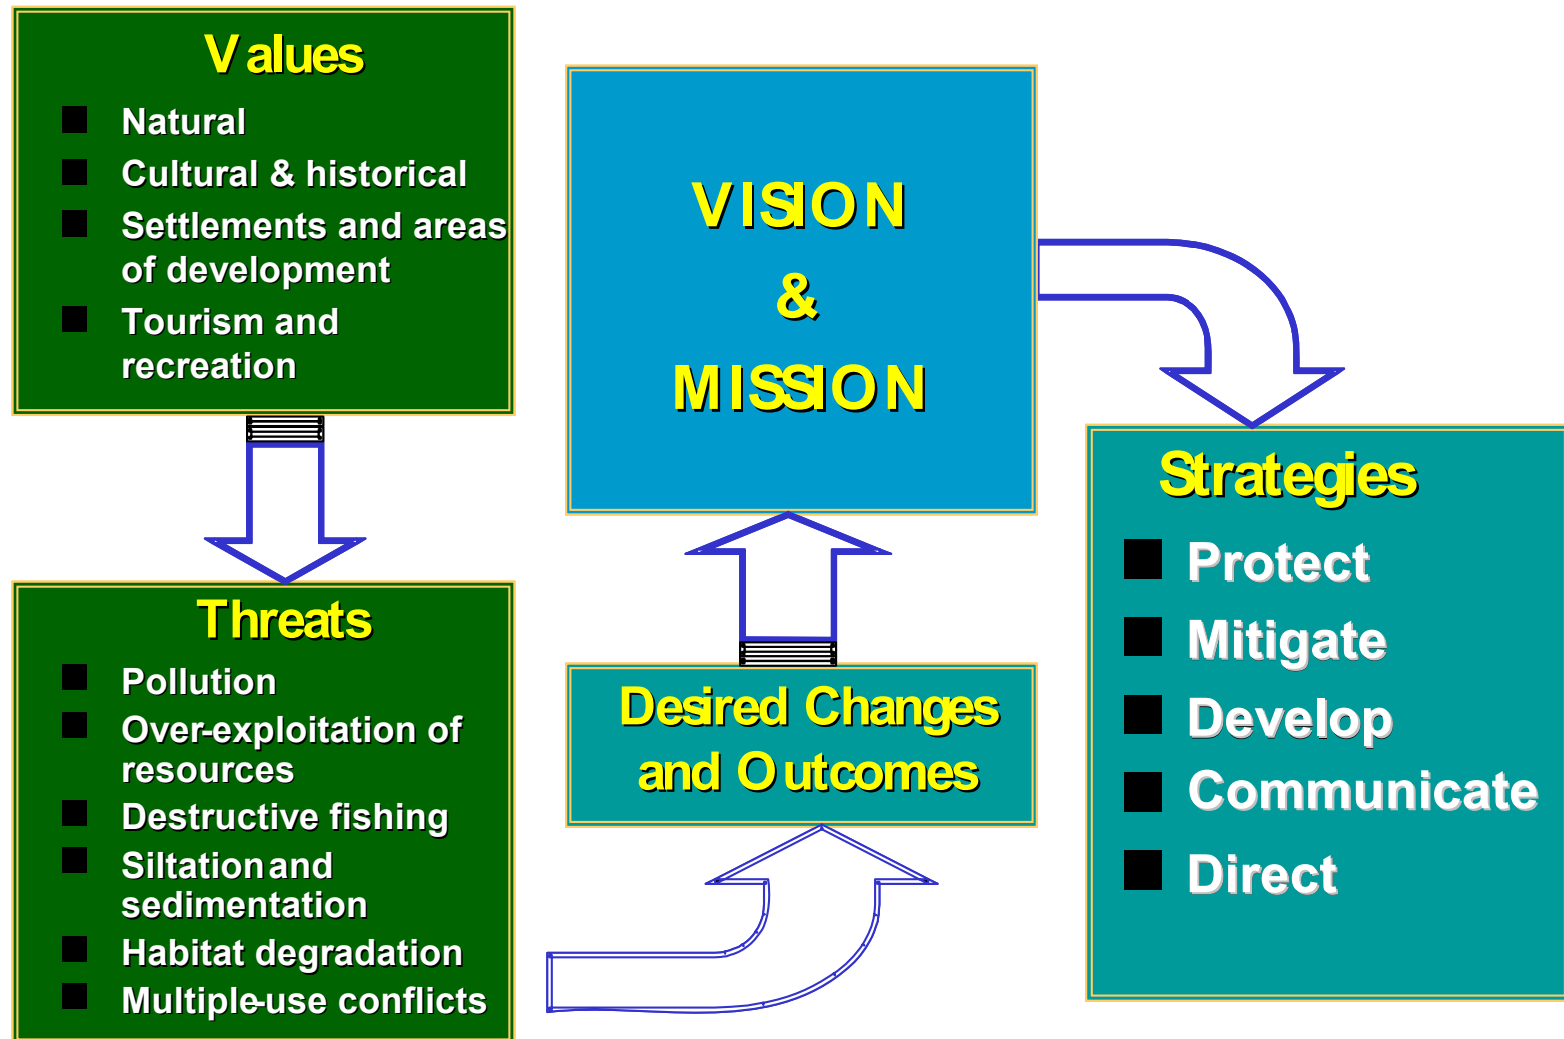 Values
Natural
Cultural & historical
Settlements and areas
of development
Tourism and
recreation
Threats
Pollution
Over-exploitation of
resources
Destructive fishing
Siltation and
sedimentation
Habitat degradation
Multiple-use conflicts
Desired Changes
and Outcomes
VISION
&
MISSION
Strategies
Protect
Mitigate
Develop
Communicate
Direct